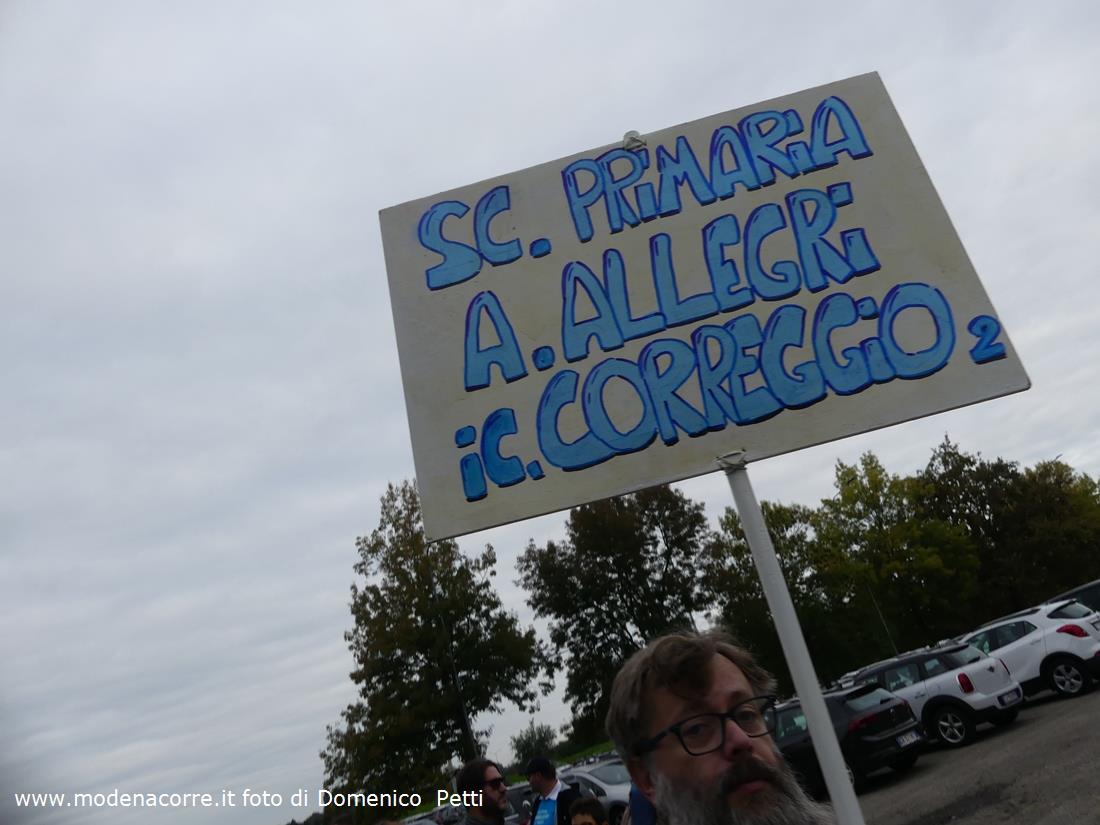 SC. PRiMARiA
A. ALLEGRi
iC. CORREGGiO 2
www.modenacorre.it foto di Domenico Petti